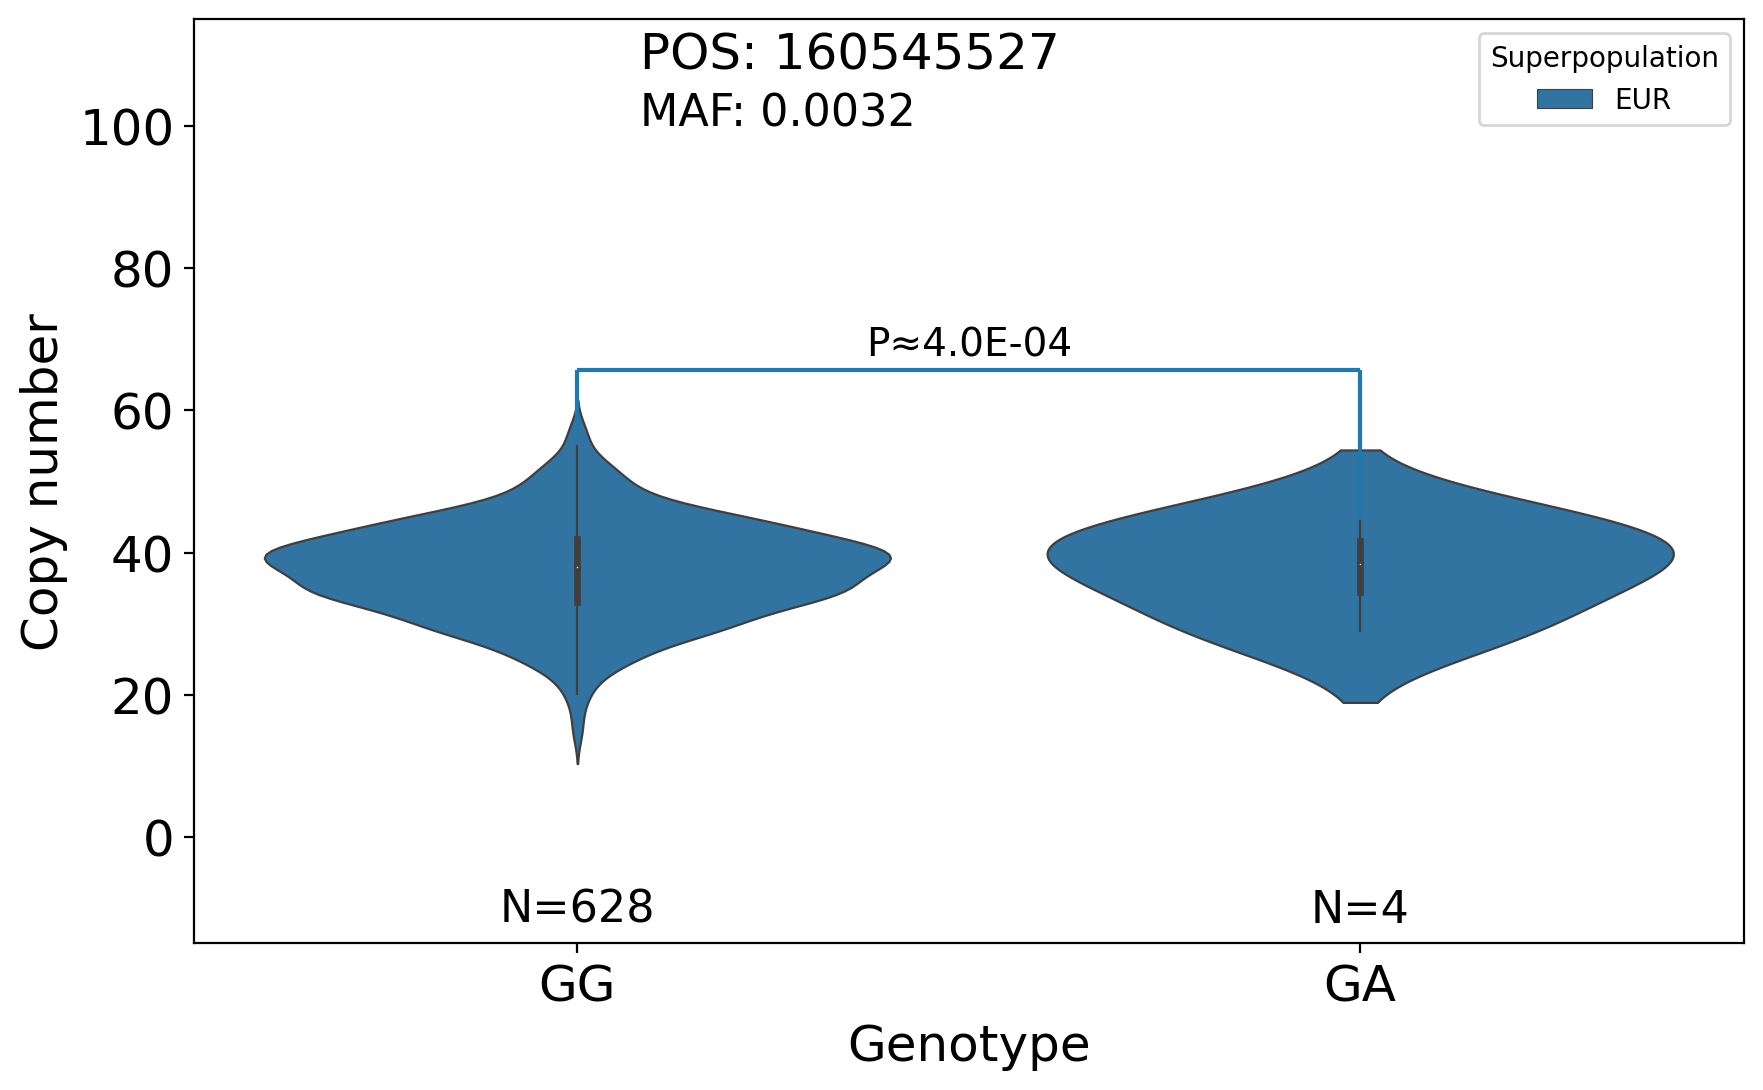 POS: 160545527
MAF: 0.0032
Superpopulation
EUR
100
80
60
40
20
0
Copy number
P≈4.0E-04
N=628
N=4
GG
GA
Genotype